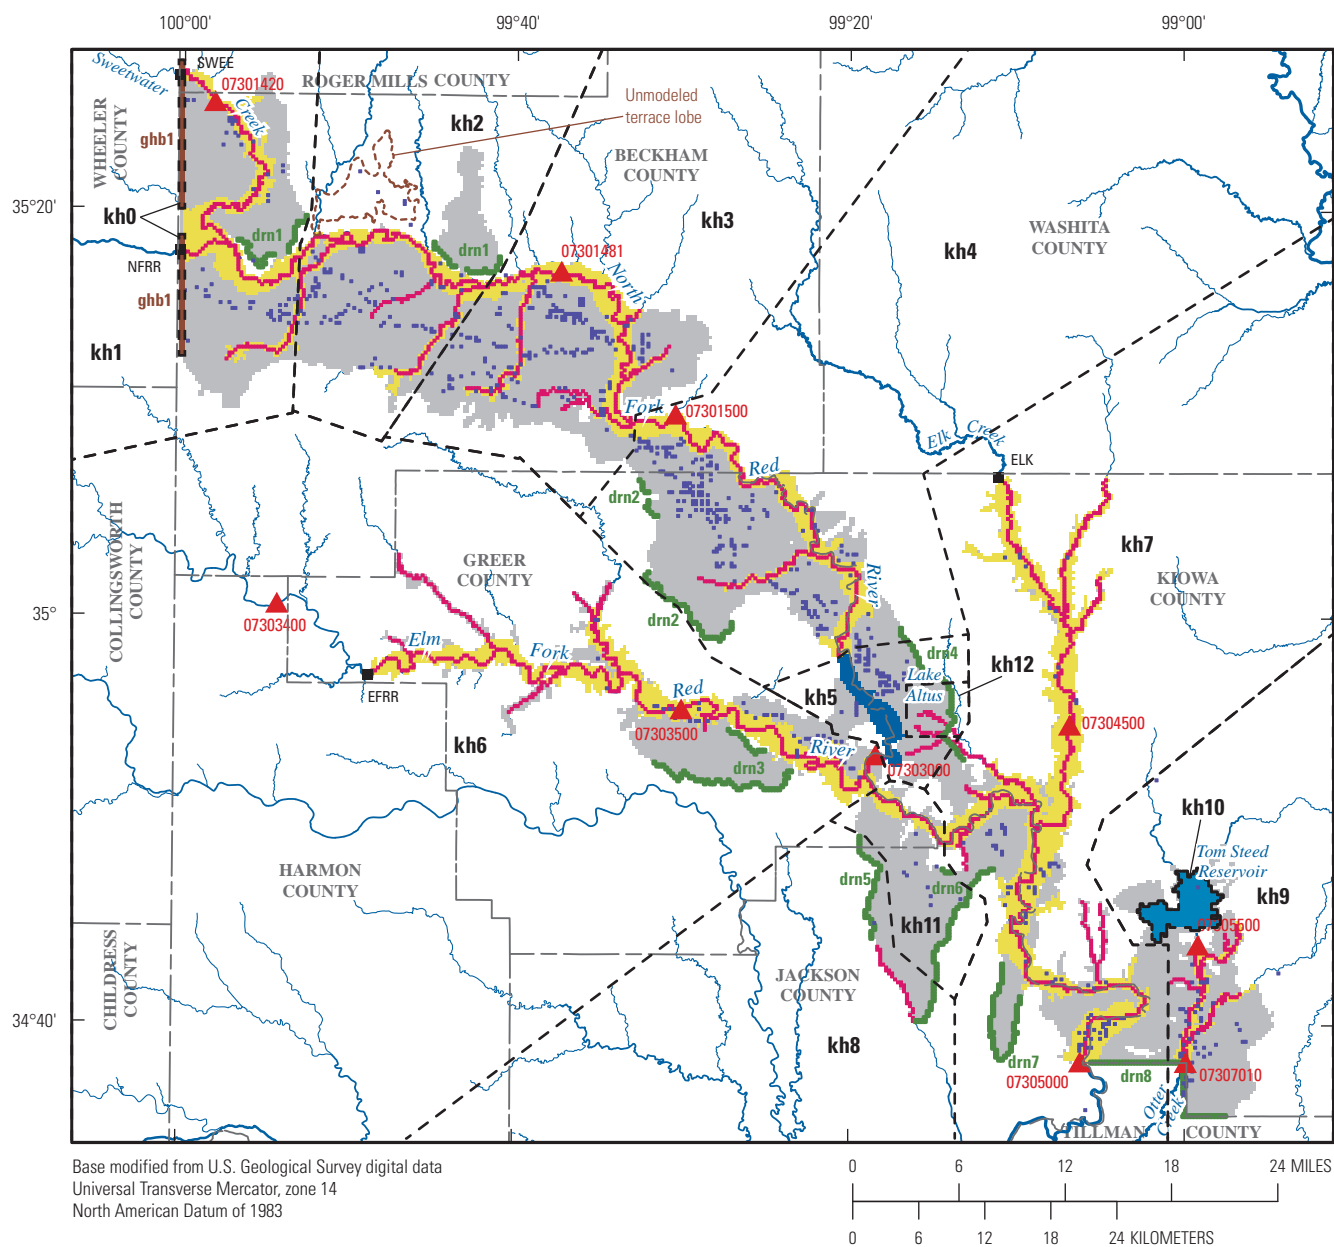 100°00'
99°40'
99°20'
99°00'
35°20'
35°
34°40'
Sweetwater
Creek
SWEE
07301420
ROGER MILLS COUNTY
WHEELER
COUNTY
ghb1
kh0
NFRR
ghb1
kh1
kh2
Unmodeled
terrace lobe
BECKHAM
COUNTY
kh3
drn1
drn1
07301481
North
kh4
WASHITA
COUNTY
Fork
07301500
Red
Elk
Creek
ELK
drn2
COLLINGSWORTH
COUNTY
GREER
COUNTY
07303400
kh7
KIOWA
COUNTY
River
drn2
Elm
Fork
EFRR
Red
drn4
kh12
Lake
Altus
kh5
07303500
River
07304500
kh6
drn3
07303000
kh10
Tom Steed
Reservoir
HARMON
COUNTY
drn5
drn6
kh11
kh9
07305500
CHILDRESS
COUNTY
JACKSON
COUNTY
kh8
drn7
07305000
drn8
07307010
Otter
Creek
TILLMAN
COUNTY
Base modified from U.S. Geological Survey digital data
Universal Transverse Mercator, zone 14
North American Datum of 1983
0 6 12 18 24 MILES
0 6 12 18 24 KILOMETERS